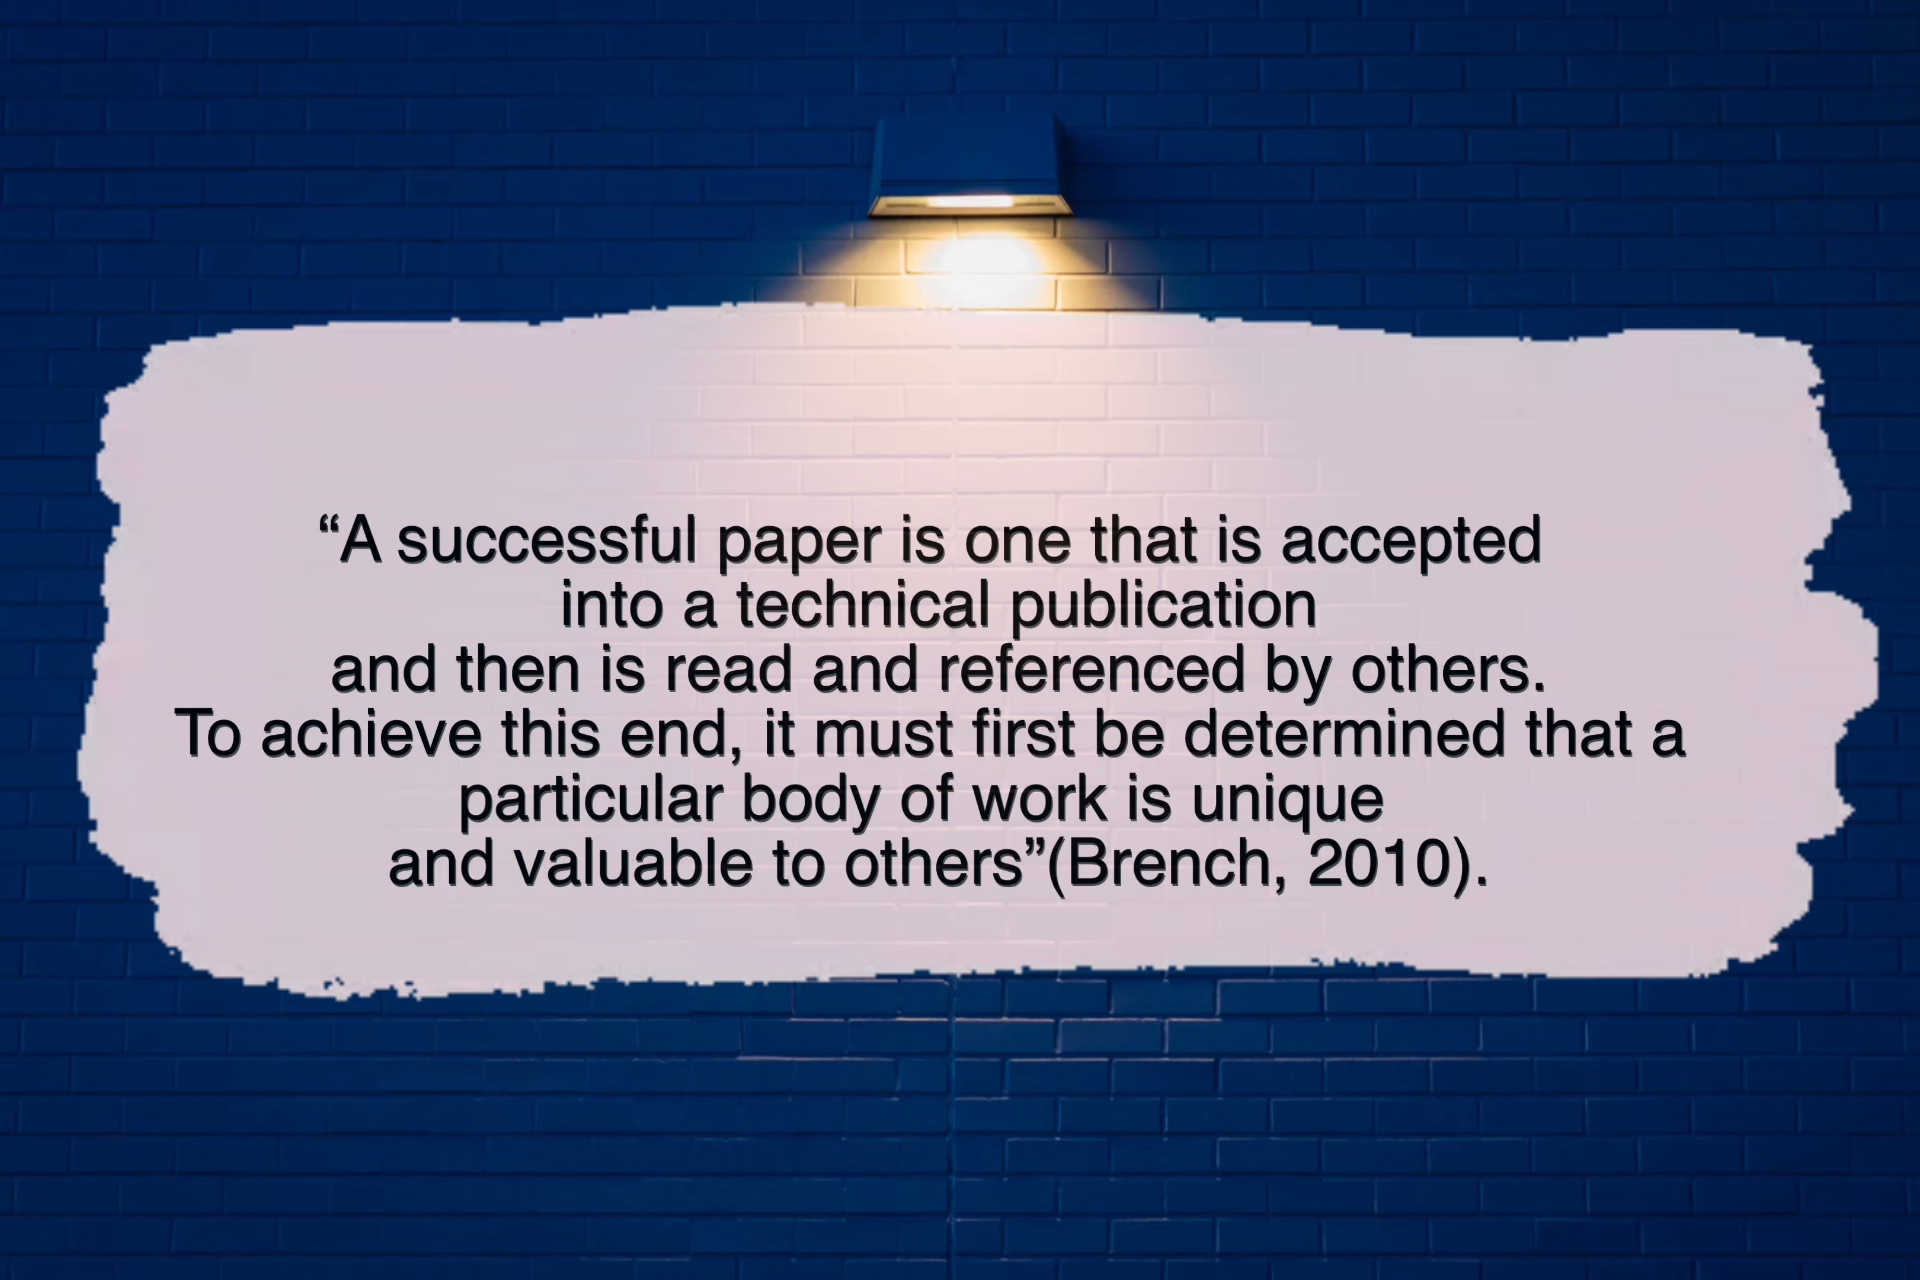 “A successful paper is one that is accepted
into a technical publication
and then is read and referenced by others.
To achieve this end, it must first be determined that a
particular body of work is unique
and valuable to others”(Brench, 2010).